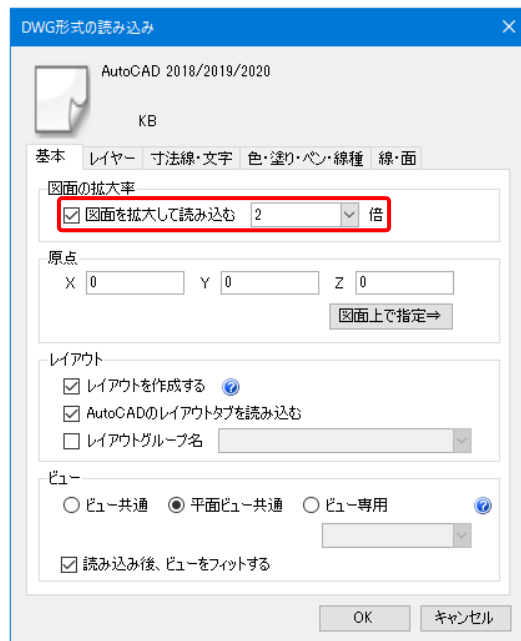 DWG形式の読み込み
AutoCAD 2018/2019/2020
KB
基本 レイヤー 寸法線・文字 色・塗り・ペン・線種 線・面
図面の拡大率
図面を拡大して読み込む 2 倍
原点
X 0 Y 0 Z 0
図面上で指定⇒
レイアウト
レイアウトを作成する ?
AutoCADのレイアウトタブを読み込む
レイアウトグループ名
ビュー
ビュー共通 平面ビュー共通 ビュー専用 ?
読み込み後、ビューをフィットする
OK キャンセル